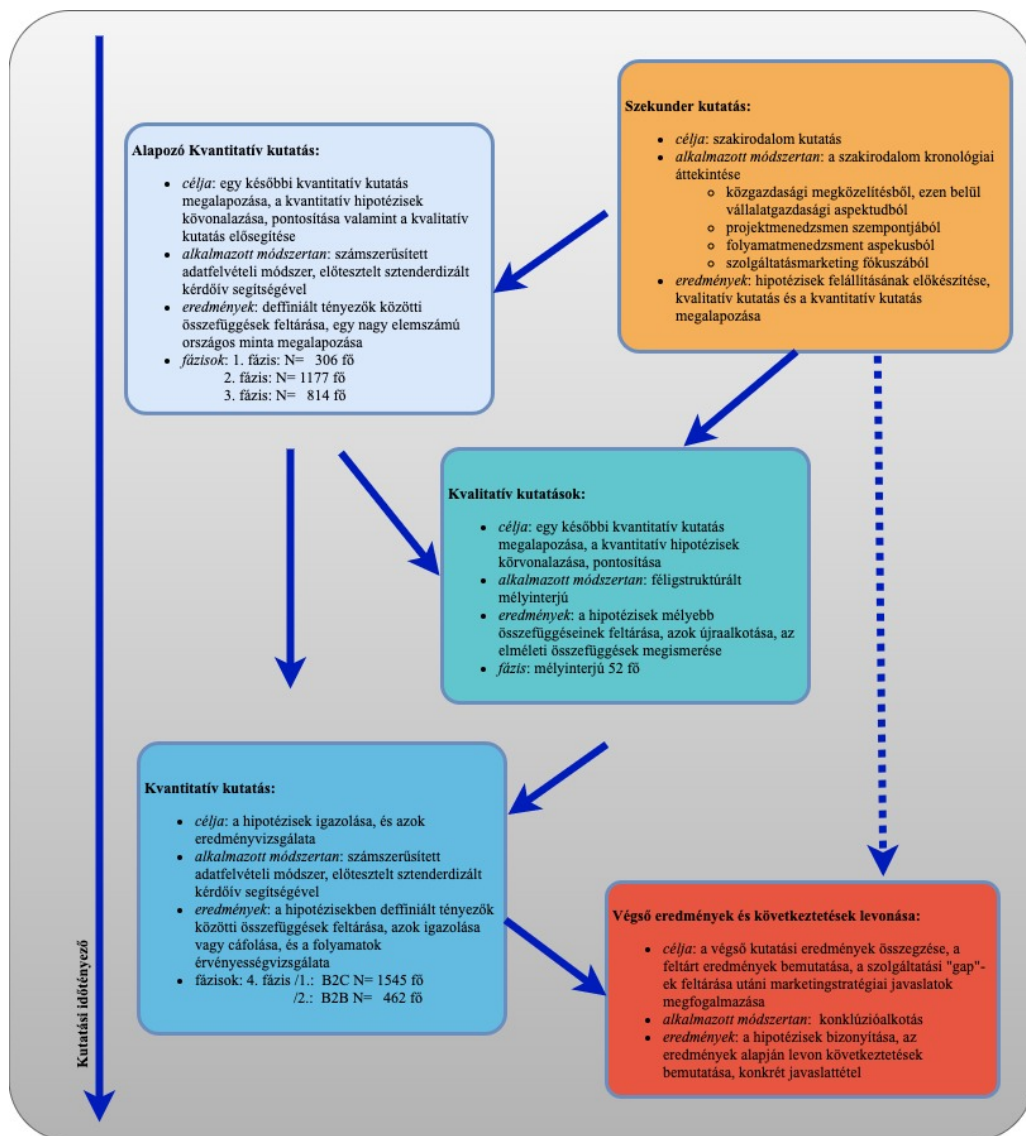 Szekunder kutatás:
• célja: szakirodalom kutatás
• alkalmazott módszertan: a szakirodalom kronológiai
áttekintése
○ közgazdasági megközelítésből, ezen belül
vállalatgazdasági aspektudból
○ projektmenedzsmen szempontjából
○ folyamatmenedzsment aspekusból
○ szolgáltatásmarketing fókuszából
• eredmények: hipotézisek felállításának előkészítése,
kvalitatív kutatás és a kvantitatív kutatás
megalapozása
Alapozó Kvantitatív kutatás:
• célja: egy későbbi kvantitatív kutatás
megalapozása, a kvantitatív hipotézisek
kövonalazása, pontosítása valamint a kvalitatív
kutatás elősegítése
• alkalmazott módszertan: számszerűsített
adatfelvételi módszer, előtesztelt sztenderdizált
kérdőív segítségével
• eredmények: deffiniált tényezők közötti
összefüggések feltárása, egy nagy elemszámú
országos minta megalapozása
• fázisok: 1. fázis: N= 306 fő
2. fázis: N= 1177 fő
3. fázis: N= 814 fő
Kvalitatív kutatások:
• célja: egy későbbi kvantitatív kutatás
megalapozása, a kvantitatív hipotézisek
körvonalazása, pontosítása
• alkalmazott módszertan: féligstruktúrált
mélyinterjú
• eredmények: a hipotézisek mélyebb
összefüggéseinek feltárása, azok újraalkotása, az
elméleti összefüggések megismerése
• fázis: mélyinterjú 52 fő
Kvantitatív kutatás:
• célja: a hipotézisek igazolása, és azok
eredményvizsgálata
• alkalmazott módszertan: számszerűsített
adatfelvételi módszer, előtesztelt sztenderdizált
kérdőív segítségével
• eredmények: a hipotézisekben deffiniált tényezők
közötti összefüggések feltárása, azok igazolása
vagy cáfolása, és a folyamatok
érvényességvizgálata
• fázisok: 4. fázis /1.: B2C N= 1545 fő
/2.: B2B N= 462 fő
Végső eredmények és következtetések levonása:
• célja: a végső kutatási eredmények összegzése, a
feltárt eredmények bemutatása, a szolgáltatási "gap"-
ek feltárása utáni marketingstratégiai javaslatok
megfogalmazása
• alkalmazott módszertan: konklúzióalkotás
• eredmények: a hipotézisek bizonyítása, az
eredmények alapján levon következtetések
bemutatása, konkrét javaslattétel
Kutatási időtényező